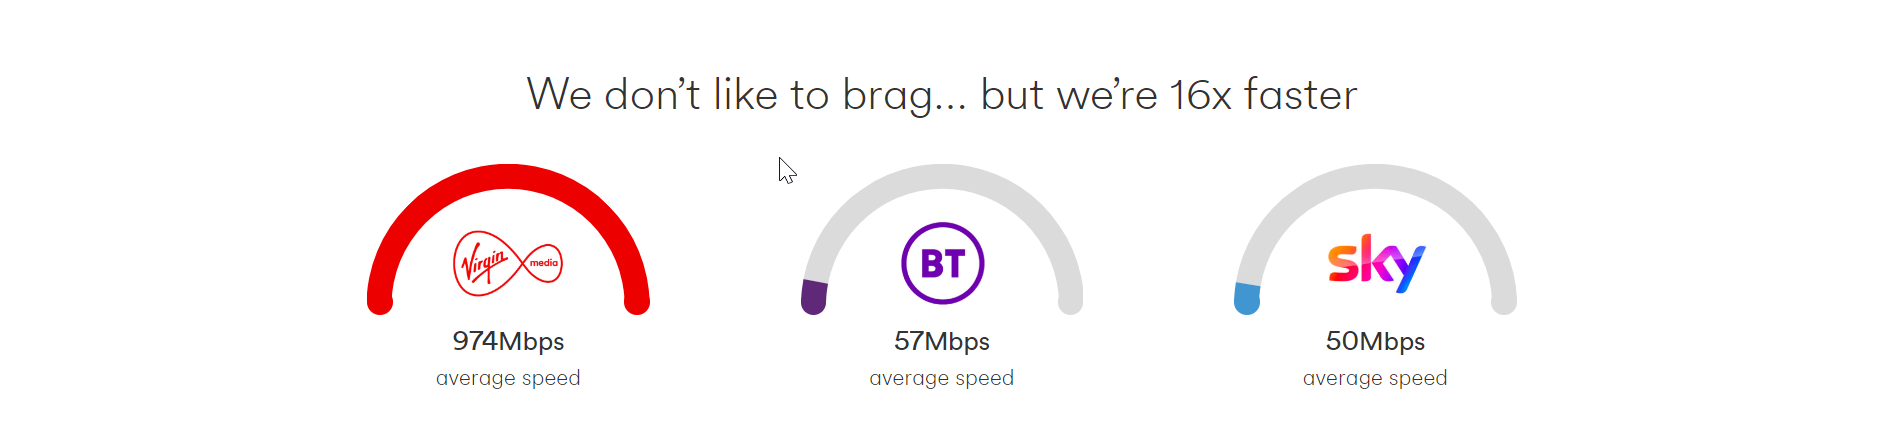 We don’t like to brag... but we’re 16x faster
Virgin media
BT
sky
974Mbps
57Mbps
50Mbps
average speed
average speed
average speed